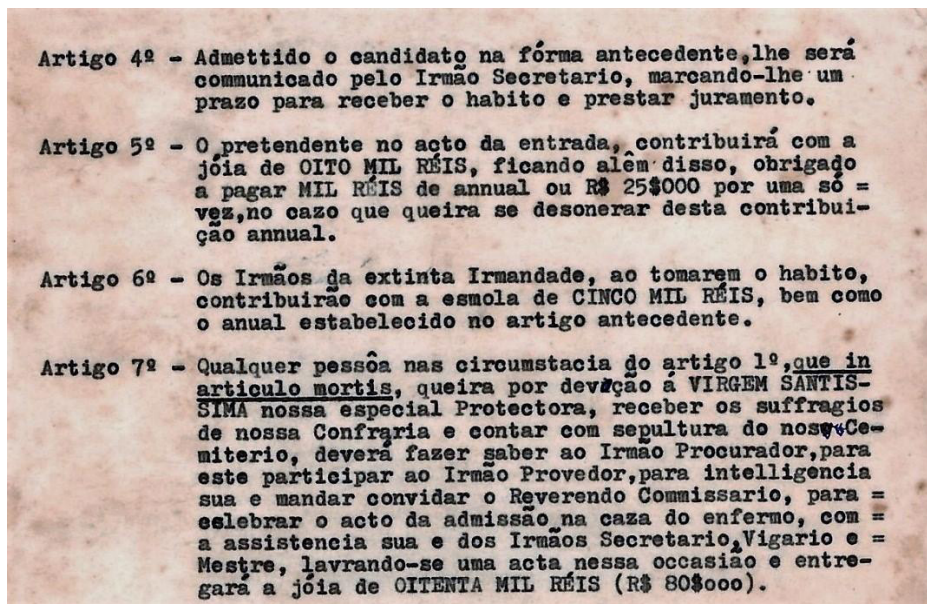 Artigo 4º - Admettido o candidato na fórma antecedente,lhe será
communicado pelo Irmão Secretario, marcando-lhe um
prazo para receber o habito e prestar juramento.
Artigo 5º - O pretendente no acto da entrada, contribuirá com a
jóia de OITO MIL RÉIS, ficando alêm disso, obrigado
a pagar MIL RÉIS de annual ou R$ 25$000 por uma só =
vez,no cazo que queira se desonerar desta contribui-
ção annual.
Artigo 6º - Os Irmãos da extinta Irmandade, ao tomarem o habito,
contribuirão com a esmola de CINCO MIL RÉIS, bem como
o anual estabelecido no artigo antecedente.
Artigo 7º - Qualquer pessôa nas circumstacia do artigo 1º,que in
articulo mortis, queira por devoção á VIRGEM SANTIS-
SIMA nossa especial Protectora, receber os suffragios
de nossa Confraria e contar com sepultura do nosso Ce-
miterio, deverá fazer saber ao Irmão Procurador,para
este participar ao Irmão Provedor,para intelligencia
sua e mandar convidar o Reverendo Commissario, para =
eslebrar o acto da admissão na caza do enfermo, com =
a assistencia sua e dos Irmãos Secretario,Vigario e =
Mestre, lavrando-se uma acta nessa occasião e entre-
gará a jóia de OITENTA MIL RÉIS (R$ 80$ooo).